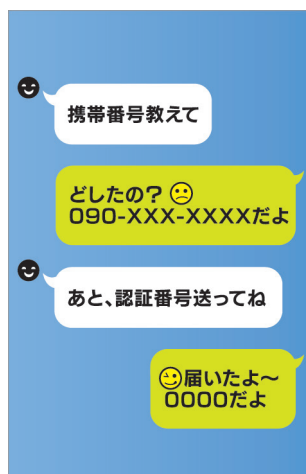 携帯番号教えて
どしたの?
090-XXX-XXXXだよ
あと、認証番号送ってね
届いたよ~
0000だよ